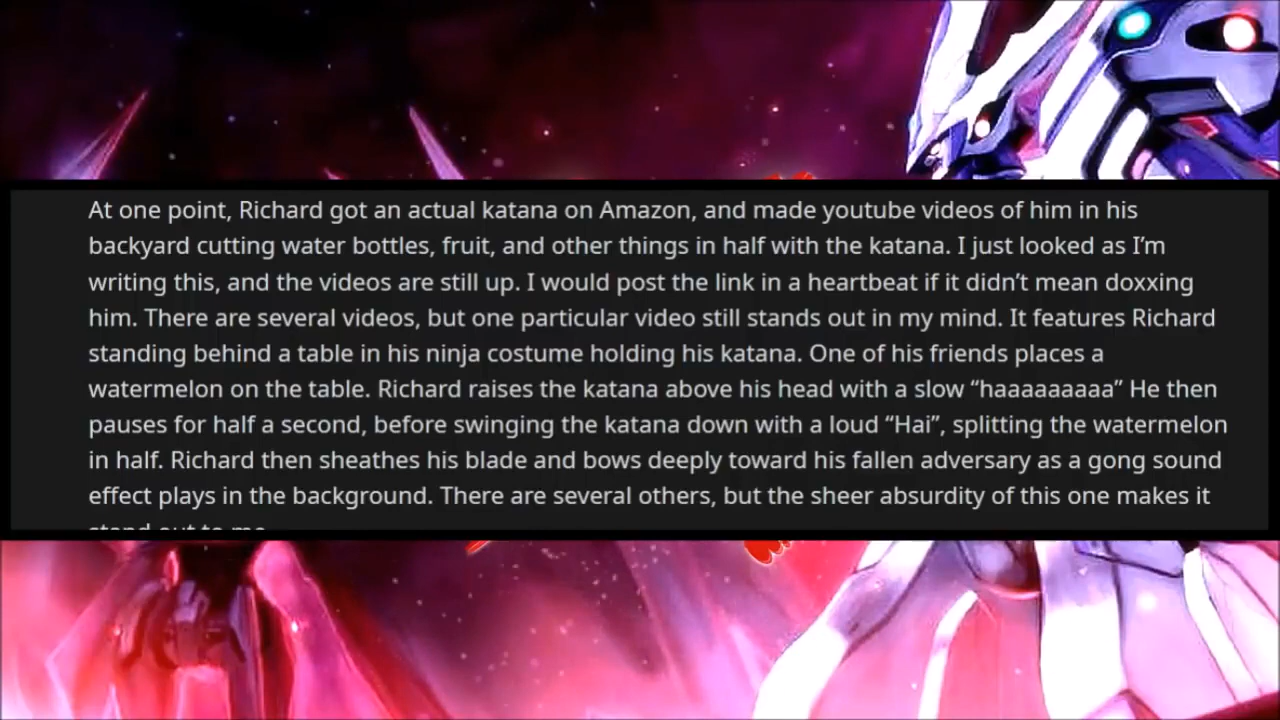 At one point, Richard got an actual katana on Amazon, and made youtube videos of him in his
backyard cutting water bottles, fruit, and other things in half with the katana. I just looked as I’m
writing this, and the videos are still up. I would post the link in a heartbeat if it didn’t mean doxxing
him. There are several videos, but one particular video still stands out in my mind. It features Richard
standing behind a table in his ninja costume holding his katana. One of his friends places a
watermelon on the table. Richard raises the katana above his head with a slow “haaaaaaaaa” He then
pauses for half a second, before swinging the katana down with a loud “Hai”, splitting the watermelon
in half. Richard then sheathes his blade and bows deeply toward his fallen adversary as a gong sound
effect plays in the background. There are several others, but the sheer absurdity of this one makes it
stand out to me